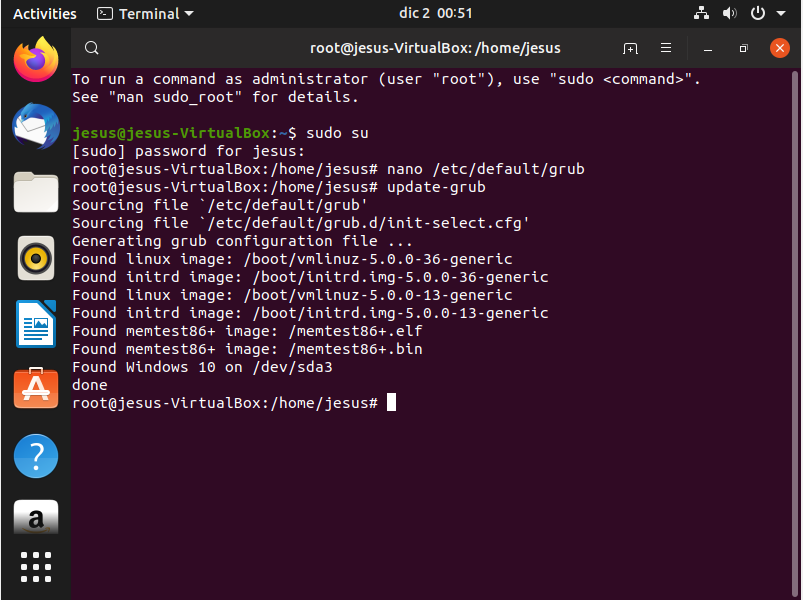 Activities Terminal dic 2 00:51
root@jesus-VirtualBox: /home/jesus
To run a command as administrator (user "root"), use "sudo <command>".
See "man sudo_root" for details.
jesus@jesus-VirtualBox:~$ sudo su
[sudo] password for jesus:
root@jesus-VirtualBox:/home/jesus# nano /etc/default/grub
root@jesus-VirtualBox:/home/jesus# update-grub
Sourcing file `/etc/default/grub'
Sourcing file `/etc/default/grub.d/init-select.cfg'
Generating grub configuration file ...
Found linux image: /boot/vmlinuz-5.0.0-36-generic
Found initrd image: /boot/initrd.img-5.0.0-36-generic
Found linux image: /boot/vmlinuz-5.0.0-13-generic
Found initrd image: /boot/initrd.img-5.0.0-13-generic
Found memtest86+ image: /memtest86+.elf
Found memtest86+ image: /memtest86+.bin
Found Windows 10 on /dev/sda3
done
root@jesus-VirtualBox:/home/jesus#
?
a